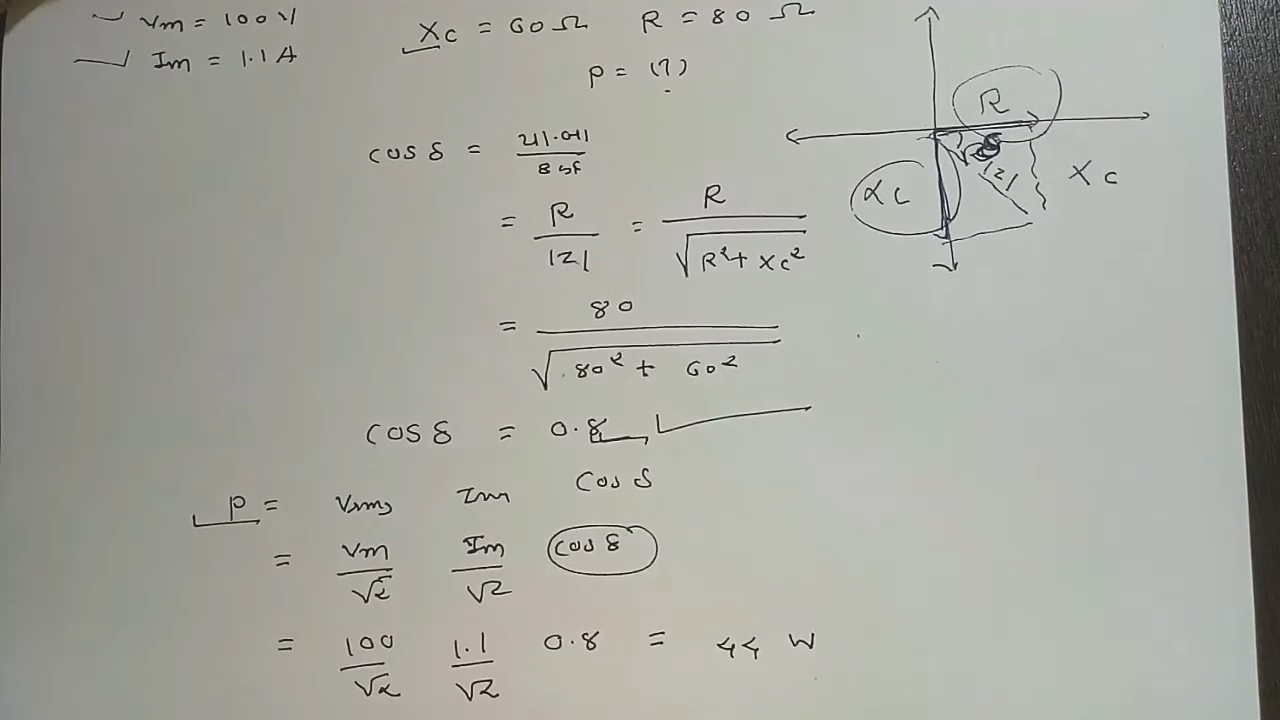 Vm = 100 V
Im = 1.1 A
Xc = 60 Ω R = 80 Ω
P = (?)
cos δ =
= R / |Z| = R / √R² + Xc²
= 80 / √80² + 60²
cos δ = 0.8
P = Vrms Irms cos δ
= Vm / √2 Im / √2 cos δ
= 100 / √2 1.1 / √2 0.8 = 44 W
R
Xc
|Z|
Xc